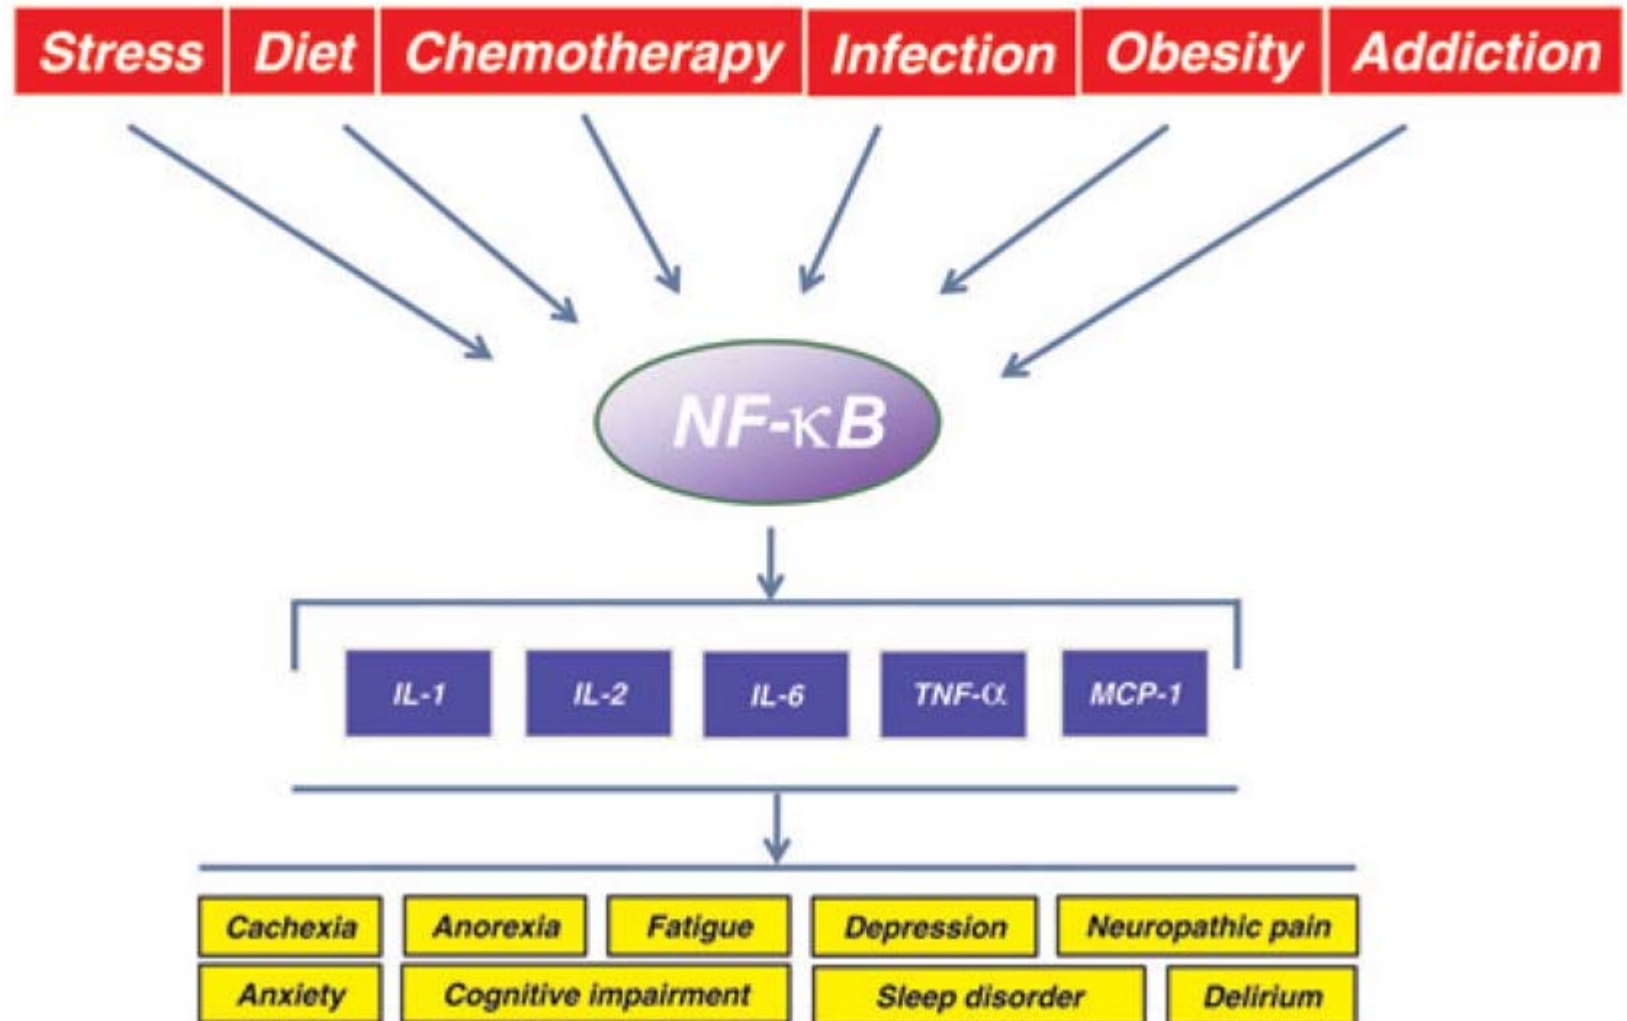 Stress Diet Chemotherapy Infection Obesity Addiction
NF-κB
IL-1 IL-2 IL-6 TNF-α MCP-1
Cachexia Anorexia Fatigue Depression Neuropathic pain
Anxiety Cognitive impairment Sleep disorder Delirium